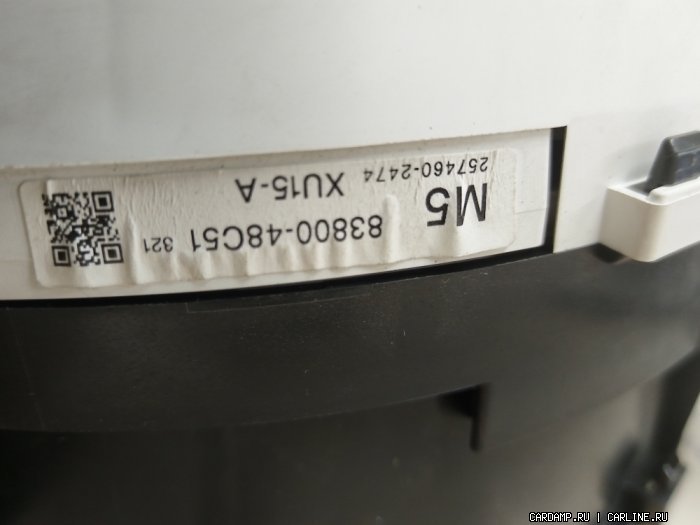 83800-48C51 321
M5 XU15-A
257460-2474
CARDAMP.RU | CARLINE.RU